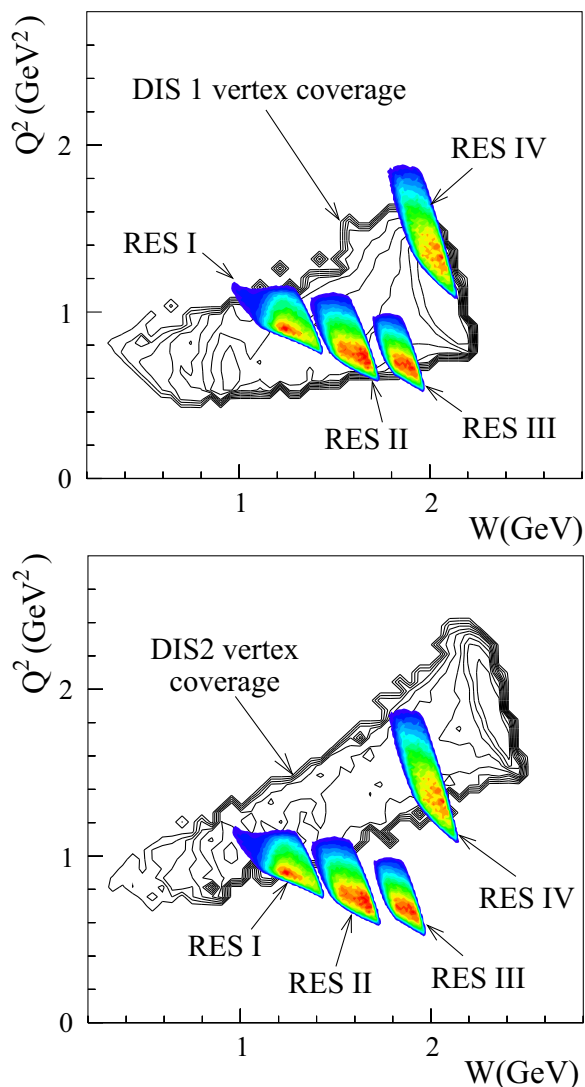 Q² (GeV²)
DIS 1 vertex coverage
2
RES IV
RES I
1
RES II
RES III
0
1
2
W(GeV)
Q² (GeV²)
DIS2 vertex
coverage
2
1
RES I
RES IV
RES II
RES III
0
1
2
W(GeV)